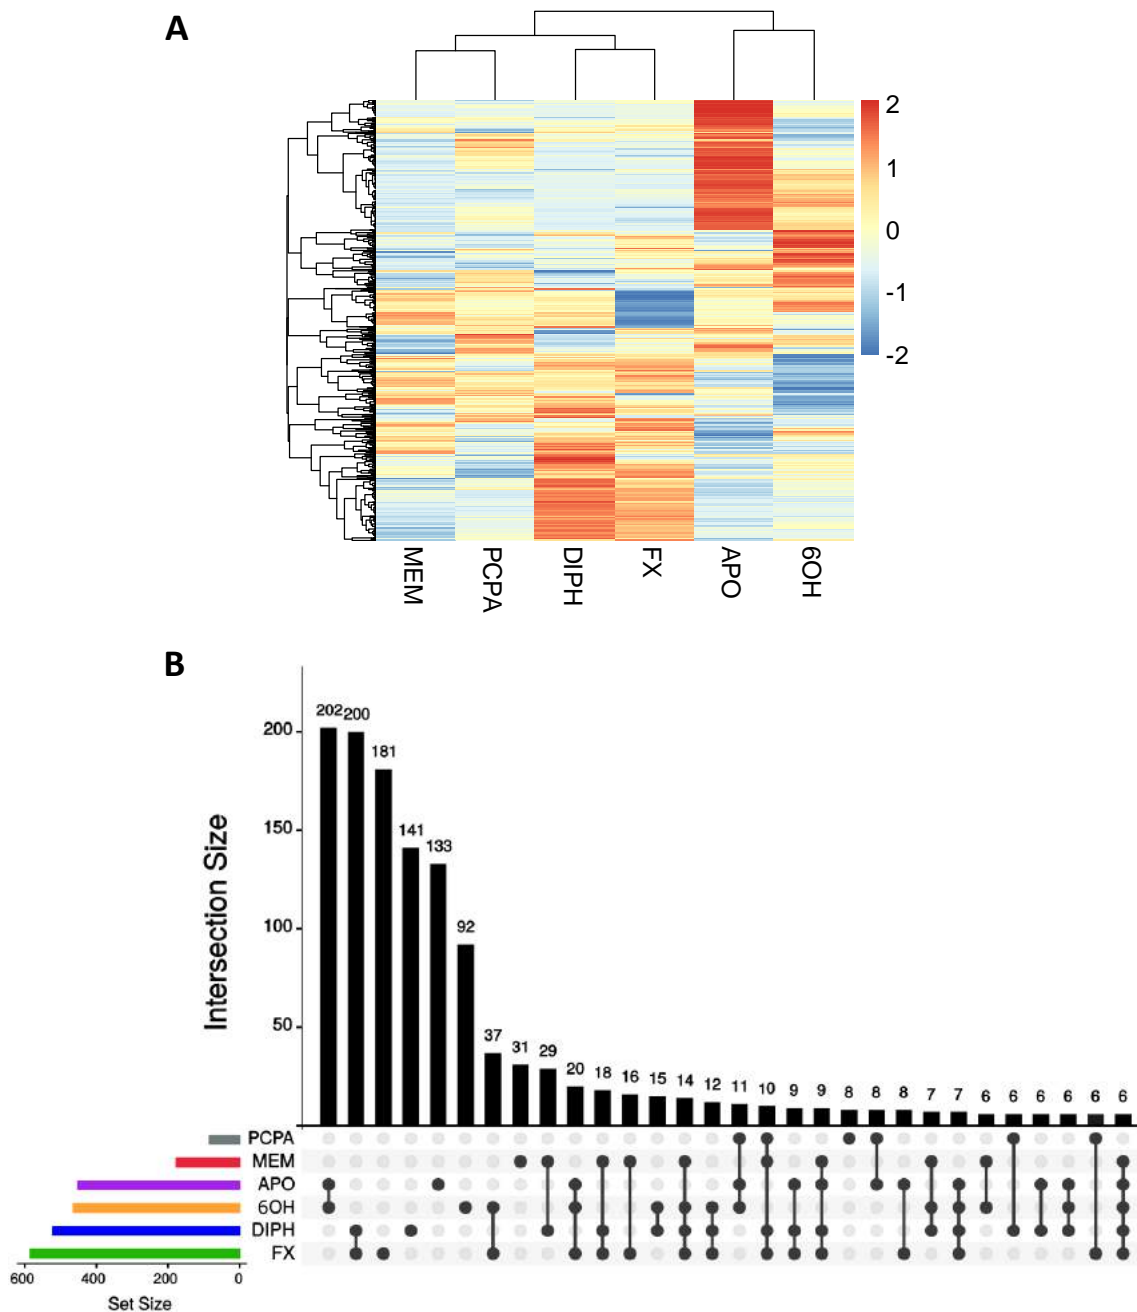 A
2
1
0
-1
-2
MEM PCPA DIPH FX APO 6OH
B
Intersection Size
200
150
100
50
202 200 181 141 133 92 37 31 29 20 18 16 15 14 12 11 10 9 9 8 8 8 7 7 6 6 6 6 6 6
PCPA
MEM
APO
6OH
DIPH
FX
600 400 200 0
Set Size